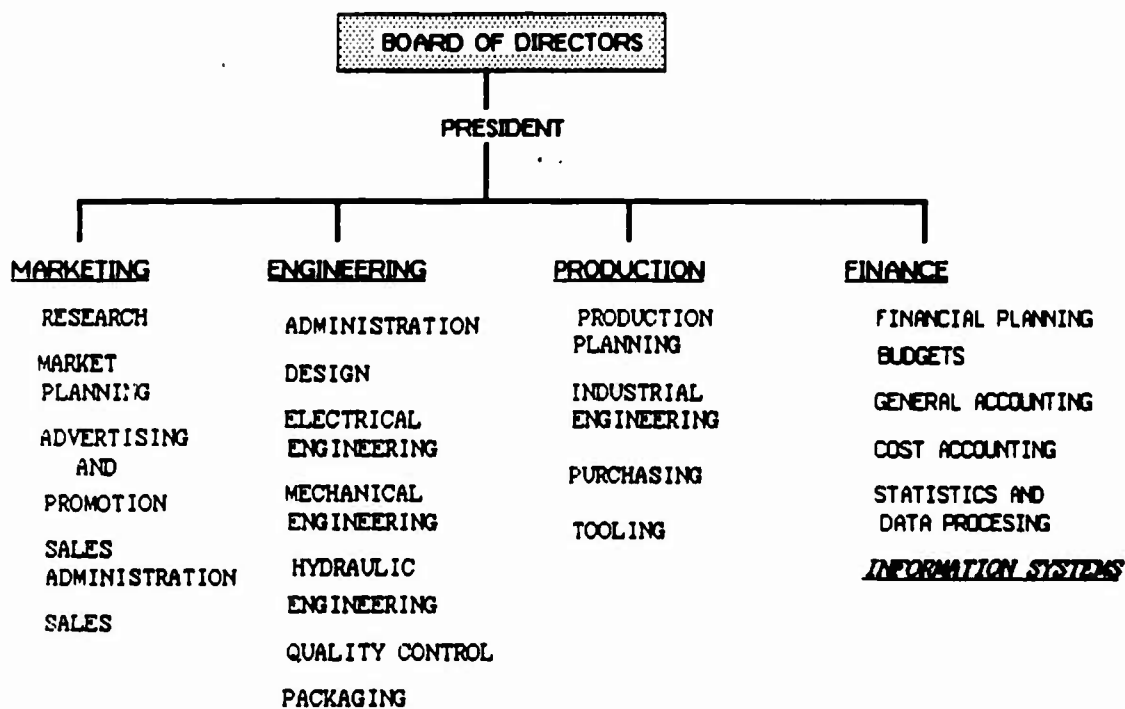 BOARD OF DIRECTORS
PRESIDENT
MARKETING
RESEARCH
MARKET
PLANNING
ADVERTISING
AND
PROMOTION
SALES
ADMINISTRATION
SALES
ENGINEERING
ADMINISTRATION
DESIGN
ELECTRICAL
ENGINEERING
MECHANICAL
ENGINEERING
HYDRAULIC
ENGINEERING
QUALITY CONTROL
PACKAGING
PRODUCTION
PRODUCTION
PLANNING
INDUSTRIAL
ENGINEERING
PURCHASING
TOOLING
FINANCE
FINANCIAL PLANNING
BUDGETS
GENERAL ACCOUNTING
COST ACCOUNTING
STATISTICS AND
DATA PROCESING
INFORMATION SYSTEMS